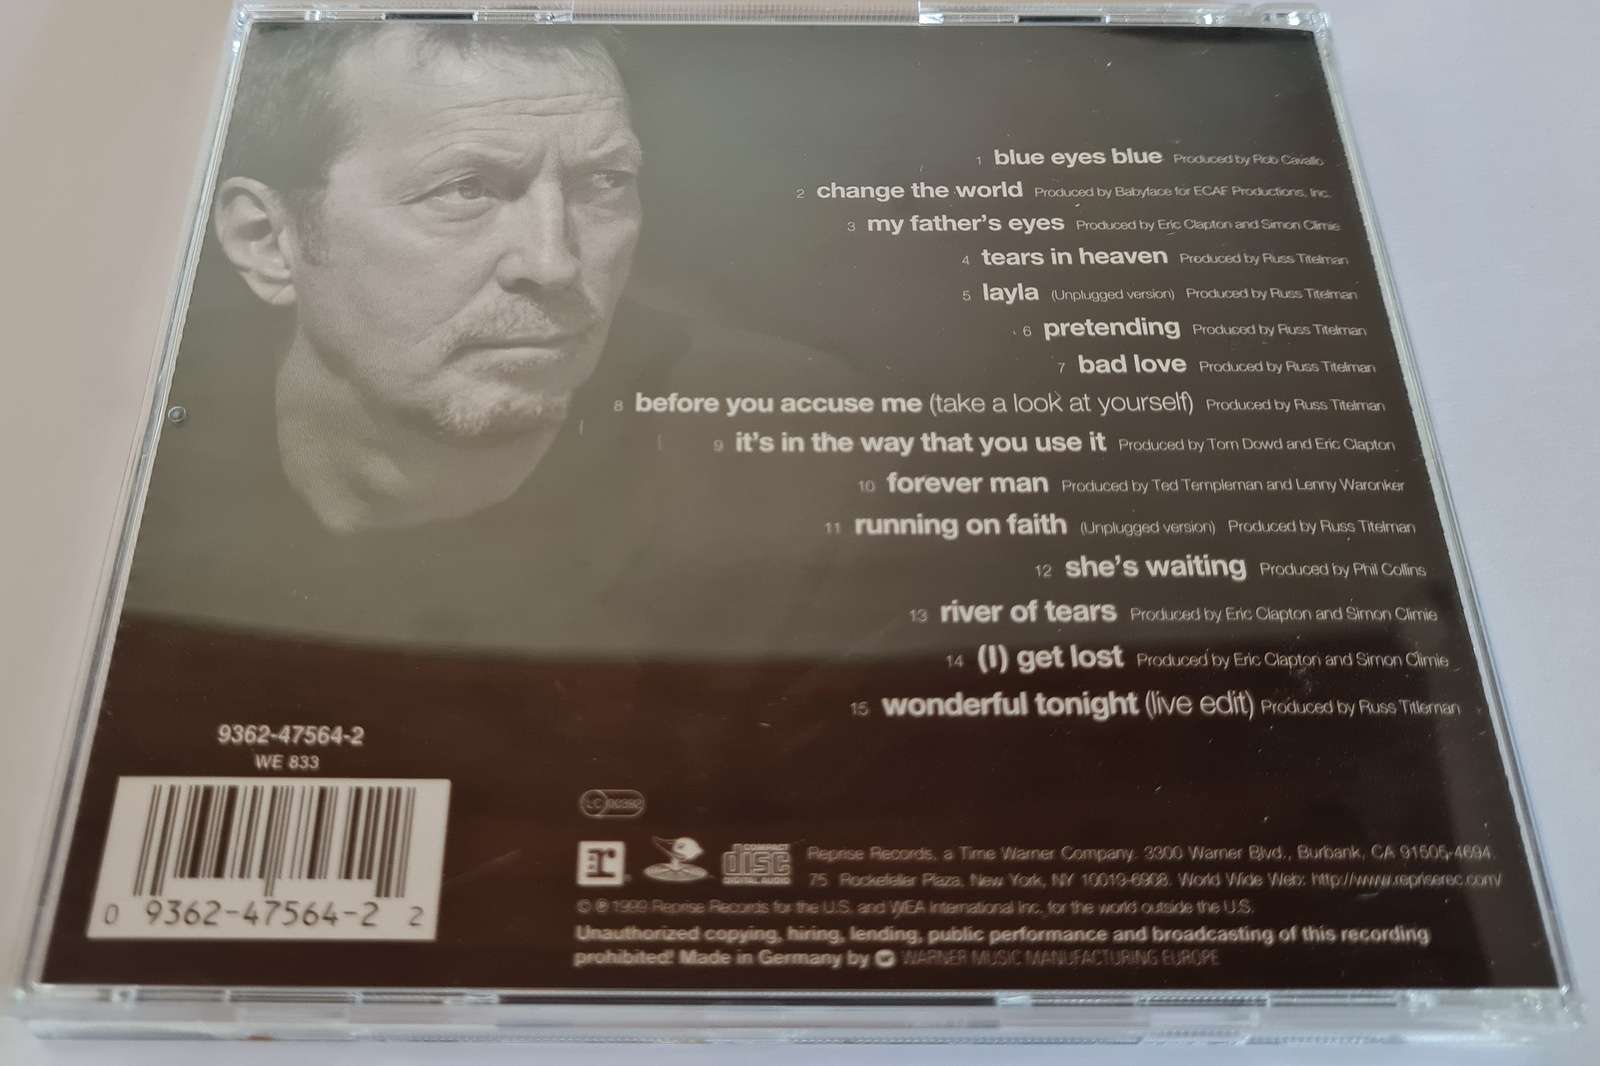 1 blue eyes blue Produced by Rob Cavallo
2 change the world Produced by Babyface for ECAF Productions, Inc.
3 my father's eyes Produced by Eric Clapton and Simon Climie
4 tears in heaven Produced by Russ Titelman
5 layla (Unplugged version) Produced by Russ Titelman
6 pretending Produced by Russ Titelman
7 bad love Produced by Russ Titelman
8 before you accuse me (take a look at yourself) Produced by Russ Titelman
9 it's in the way that you use it Produced by Tom Dowd and Eric Clapton
10 forever man Produced by Ted Templeman and Lenny Waronker
11 running on faith (Unplugged version) Produced by Russ Titelman
12 she's waiting Produced by Phil Collins
13 river of tears Produced by Eric Clapton and Simon Climie
14 (I) get lost Produced by Eric Clapton and Simon Climie
15 wonderful tonight (live edit) Produced by Russ Titleman
9362-47564-2
WE 833
0 9362-47564-2 2
LC 00392
r
COMPACT disc DIGITAL AUDIO
Reprise Records, a Time Warner Company. 3300 Warner Blvd., Burbank, CA 91505-4694.
75 Rockefeller Plaza, New York, NY 10019-6908. World Wide Web: http://www.repriserec.com/
© ℗ 1999 Reprise Records for the U.S. and WEA International Inc. for the world outside the U.S.
Unauthorized copying, hiring, lending, public performance and broadcasting of this recording
prohibited! Made in Germany by WARNER MUSIC MANUFACTURING EUROPE